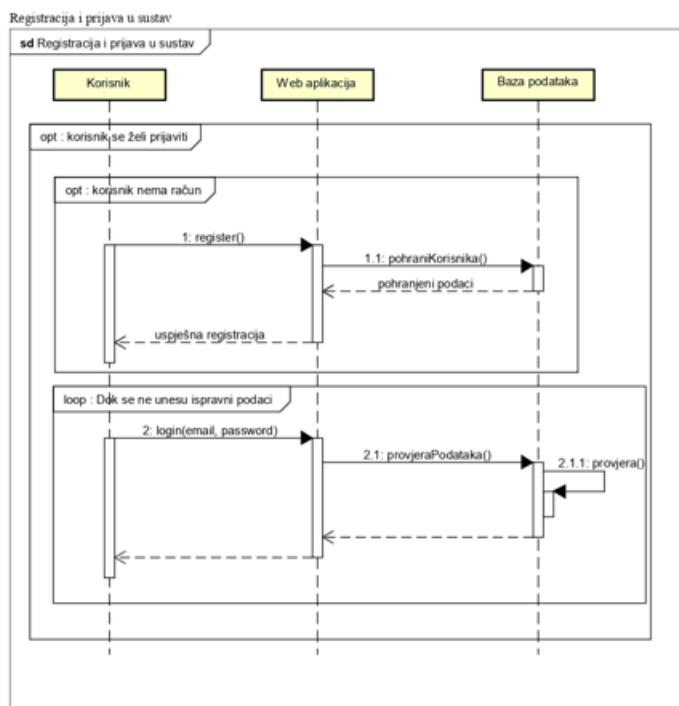 Registracija i prijava u sustav
sd Registracija i prijava u sustav
Korisnik
Web aplikacija
Baza podataka
opt : korisnik se želi prijaviti
opt : korisnik nema račun
1: register()
1.1: pohraniKorisnika()
pohranjeni podaci
uspješna registracija
loop : Dok se ne unesu ispravni podaci
2: login(email, password)
2.1: provjeraPodataka()
2.1.1: provjera()